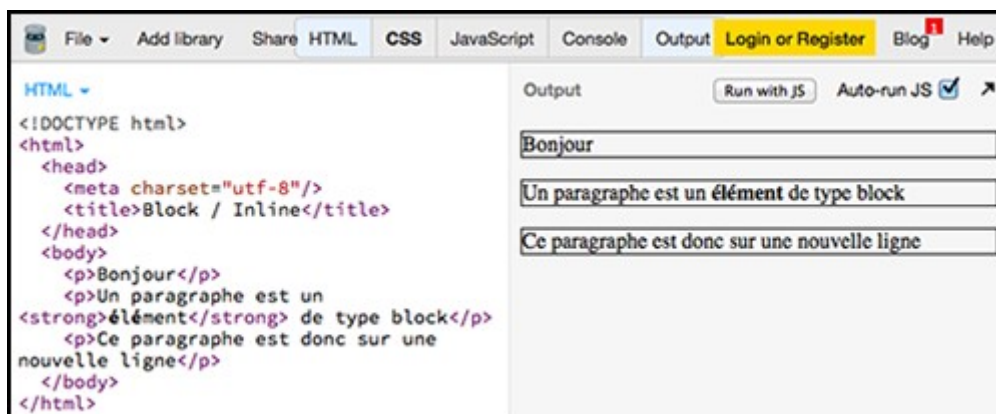 File Add library Share HTML CSS JavaScript Console Output Login or Register Blog 1 Help
HTML
Output Run with JS Auto-run JS
<!DOCTYPE html>
<html>
<head>
<meta charset="utf-8"/>
<title>Block / Inline</title>
</head>
<body>
<p>Bonjour</p>
<p>Un paragraphe est un
<strong>élément</strong> de type block</p>
<p>Ce paragraphe est donc sur une
nouvelle ligne</p>
</body>
</html>
Bonjour
Un paragraphe est un élément de type block
Ce paragraphe est donc sur une nouvelle ligne